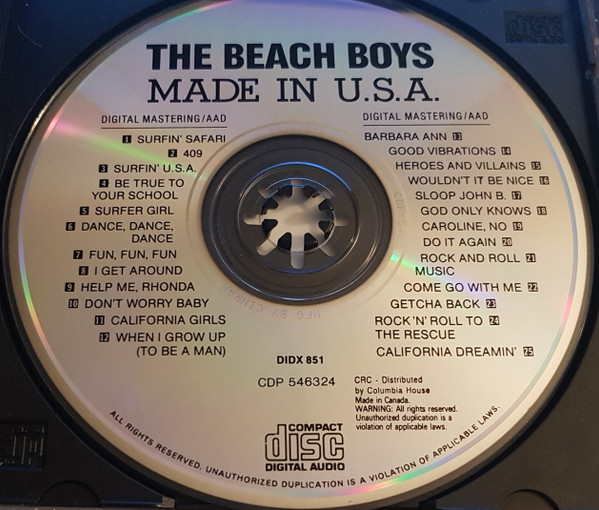 THE BEACH BOYS
MADE IN U.S.A.
DIGITAL MASTERING/AAD
1 SURFIN' SAFARI
2 409
3 SURFIN' U.S.A.
4 BE TRUE TO
YOUR SCHOOL
5 SURFER GIRL
6 DANCE, DANCE,
DANCE
7 FUN, FUN, FUN
8 I GET AROUND
9 HELP ME, RHONDA
10 DON'T WORRY BABY
11 CALIFORNIA GIRLS
12 WHEN I GROW UP
(TO BE A MAN)
DIGITAL MASTERING/AAD
BARBARA ANN 13
GOOD VIBRATIONS 14
HEROES AND VILLAINS 15
WOULDN'T IT BE NICE 16
SLOOP JOHN B. 17
GOD ONLY KNOWS 18
CAROLINE, NO 19
DO IT AGAIN 20
ROCK AND ROLL 21
MUSIC
COME GO WITH ME 22
GETCHA BACK 23
ROCK 'N' ROLL TO 24
THE RESCUE
CALIFORNIA DREAMIN' 25
DIDX 851
CDP 546324
CRC - Distributed
by Columbia House
Made in Canada.
WARNING: All rights reserved.
Unauthorized duplication is a
violation of applicable laws.
COMPACT
disc
DIGITAL AUDIO
ALL RIGHTS RESERVED. UNAUTHORIZED DUPLICATION IS A VIOLATION OF APPLICABLE LAWS.
MFG BY CINRAM
disc